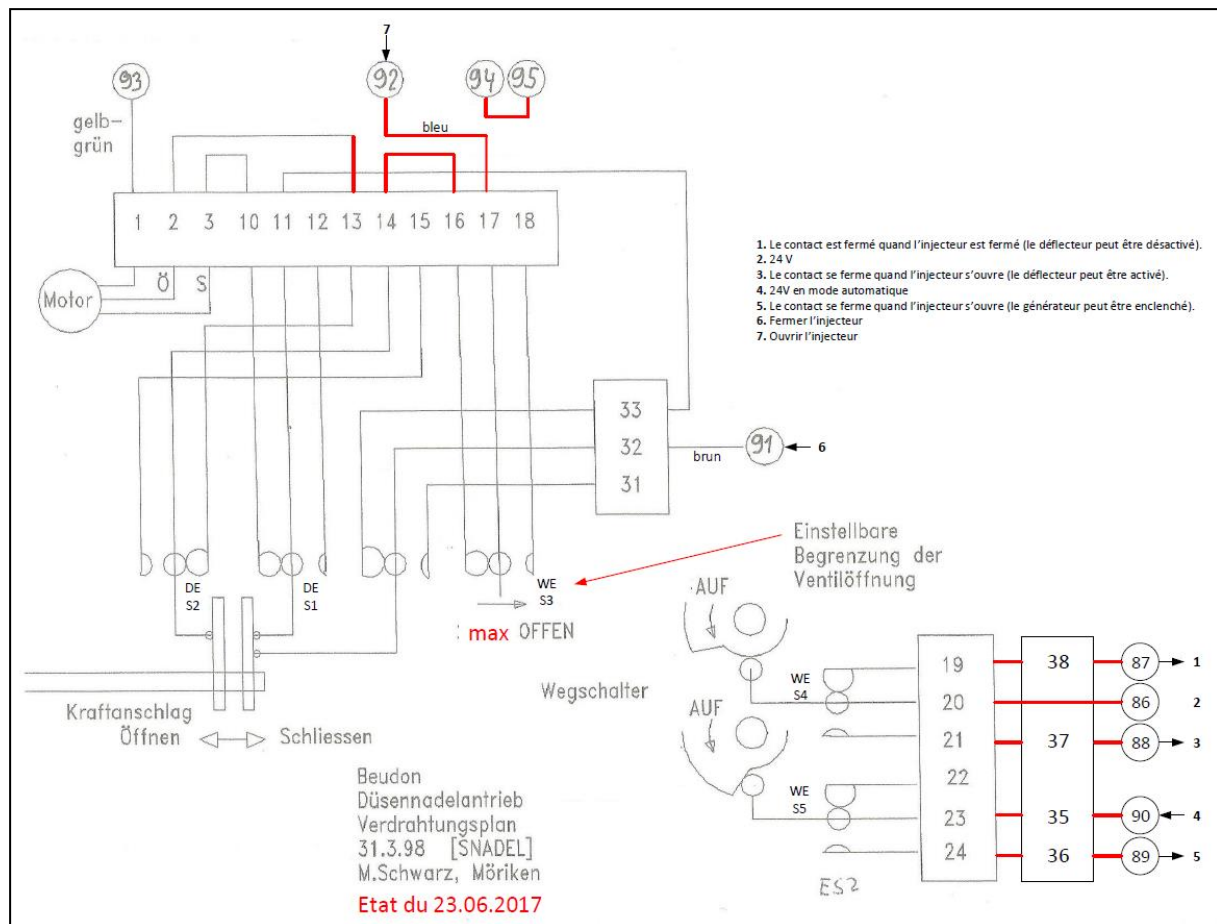 7
93
92
94 95
gelb-
grün
bleu
1 2 3 10 11 12 13 14 15 16 17 18
Motor
Ö S
1. Le contact est fermé quand l'injecteur est fermé (le déflecteur peut être désactivé).
2. 24 V
3. Le contact se ferme quand l'injecteur s'ouvre (le déflecteur peut être activé).
4. 24V en mode automatique
5. Le contact se ferme quand l'injecteur s'ouvre (le générateur peut être enclenché).
6. Fermer l'injecteur
7. Ouvrir l'injecteur
33
32
31
brun
91
6
Einstellbare
Begrenzung der
Ventilöffnung
DE
S2
DE
S1
WE
S3
: max OFFEN
Kraftanschlag
Öffnen
Schliessen
Wegschalter
AUF
WE
S4
AUF
WE
S5
19 38 87 1
20 86 2
21 37 88 3
22
23 35 90 4
24 36 89 5
ES2
Beudon
Düsennadelantrieb
Verdrahtungsplan
31.3.98 [SNADEL]
M.Schwarz, Möriken
Etat du 23.06.2017